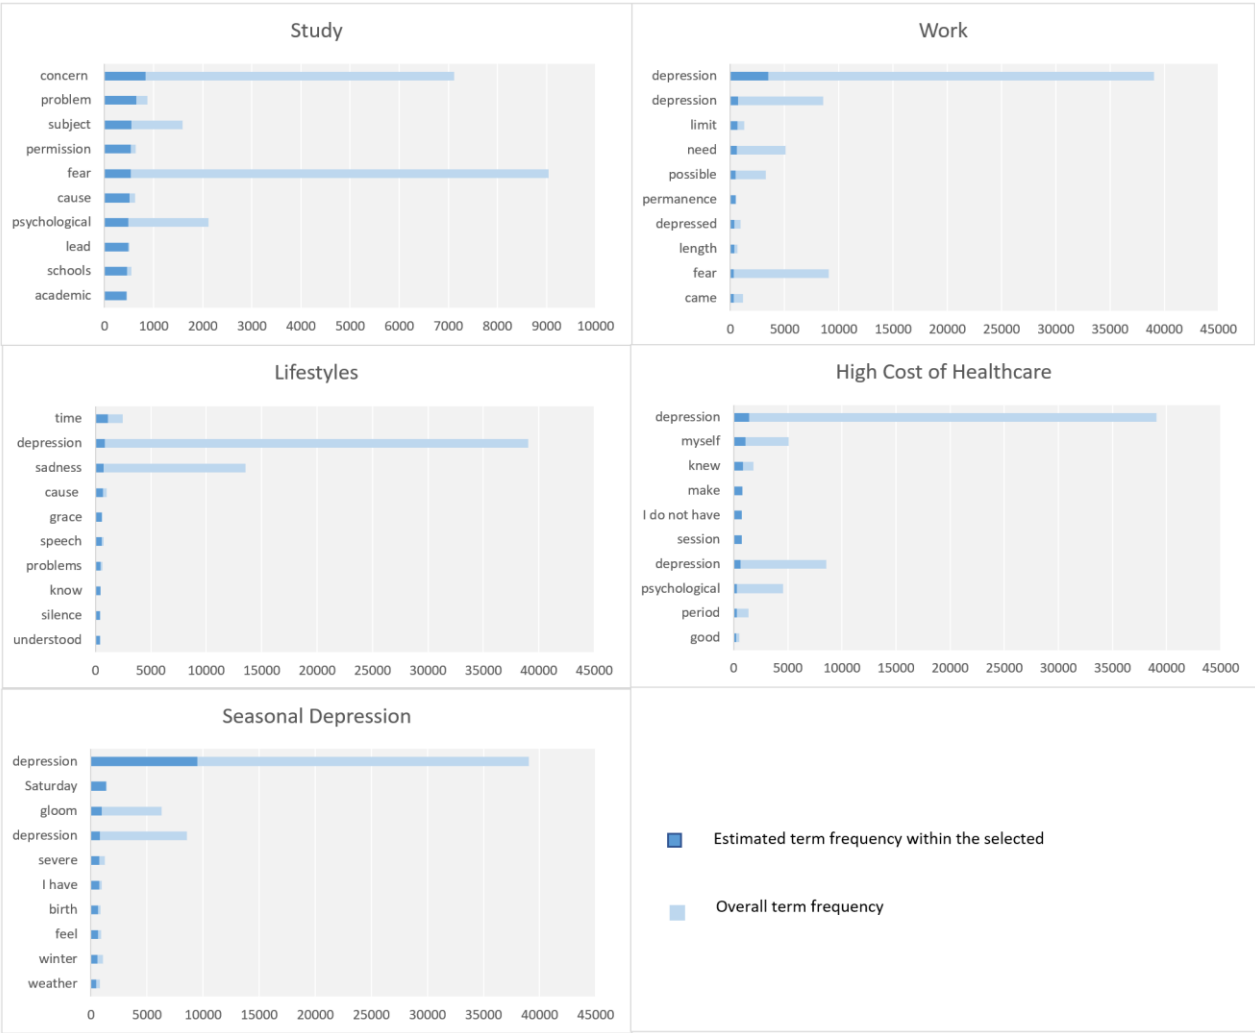 Study
concern
problem
subject
permission
fear
cause
psychological
lead
schools
academic
0 1000 2000 3000 4000 5000 6000 7000 8000 9000 10000
Work
depression
depression
limit
need
possible
permanence
depressed
length
fear
came
0 5000 10000 15000 20000 25000 30000 35000 40000 45000
Lifestyles
time
depression
sadness
cause
grace
speech
problems
know
silence
understood
0 5000 10000 15000 20000 25000 30000 35000 40000 45000
High Cost of Healthcare
depression
myself
knew
make
I do not have
session
depression
psychological
period
good
0 5000 10000 15000 20000 25000 30000 35000 40000 45000
Seasonal Depression
depression
Saturday
gloom
depression
severe
I have
birth
feel
winter
weather
0 5000 10000 15000 20000 25000 30000 35000 40000 45000
Estimated term frequency within the selected
Overall term frequency